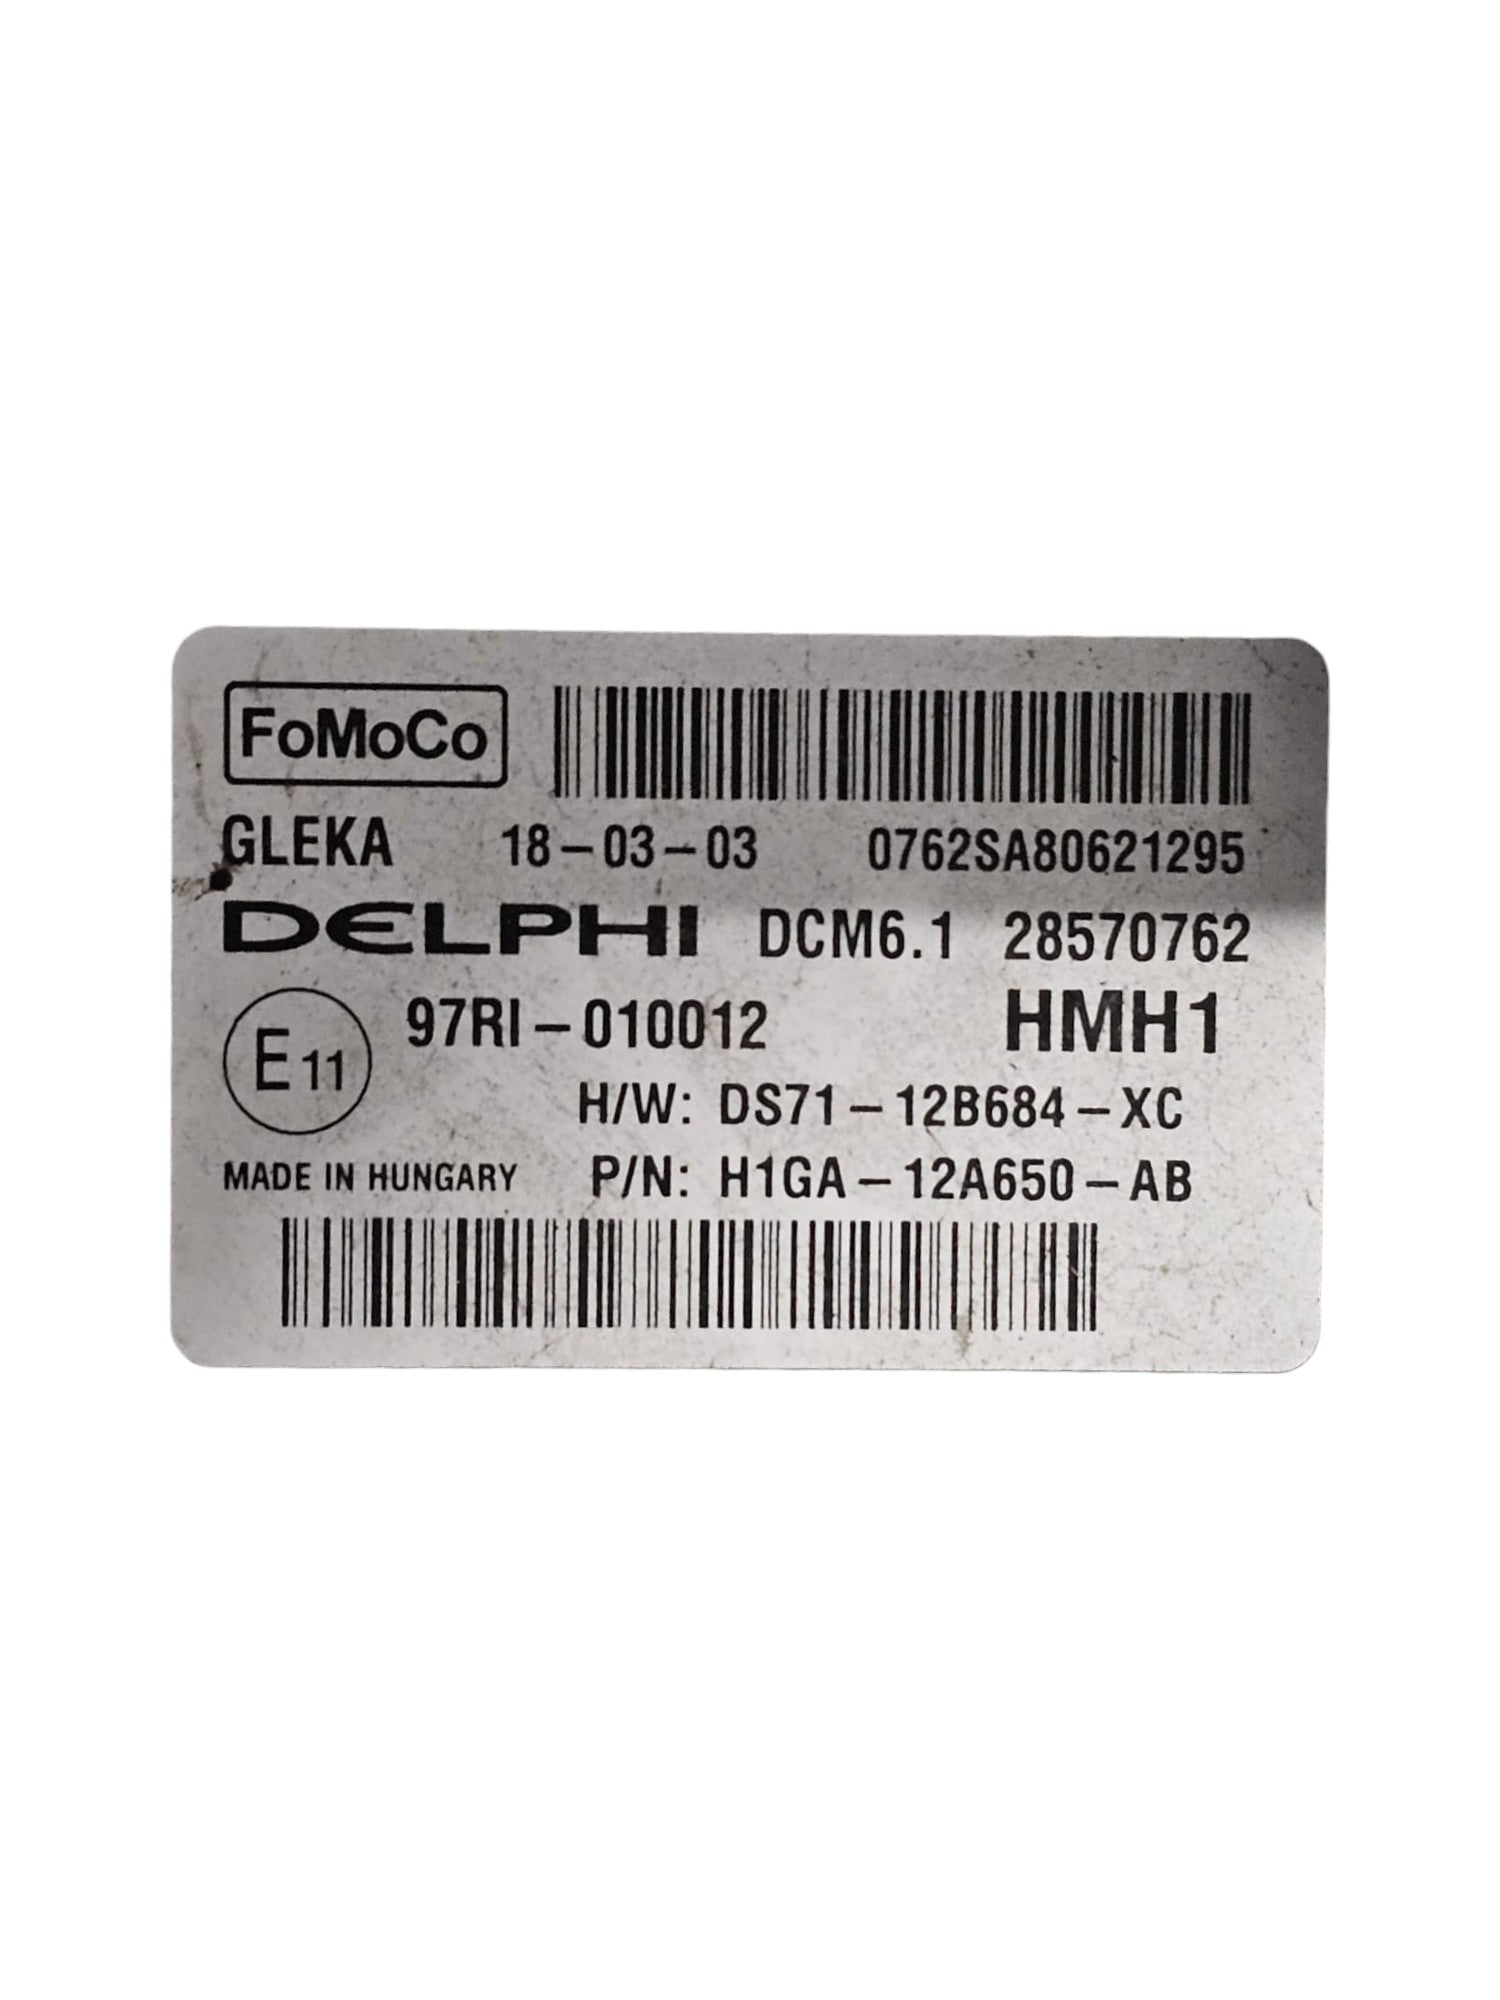 FoMoCo
GLEKA 18-03-03 0762SA80621295
DELPHI DCM6.1 28570762
E11 97RI-010012 HMH1
H/W: DS71-12B684-XC
MADE IN HUNGARY P/N: H1GA-12A650-AB